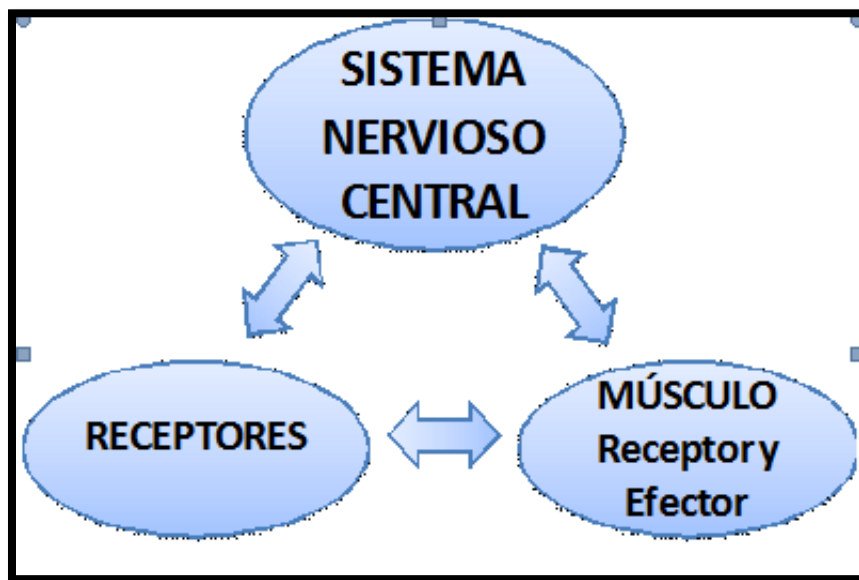 SISTEMA
NERVIOSO
CENTRAL
RECEPTORES
MÚSCULO
Receptor y
Efector